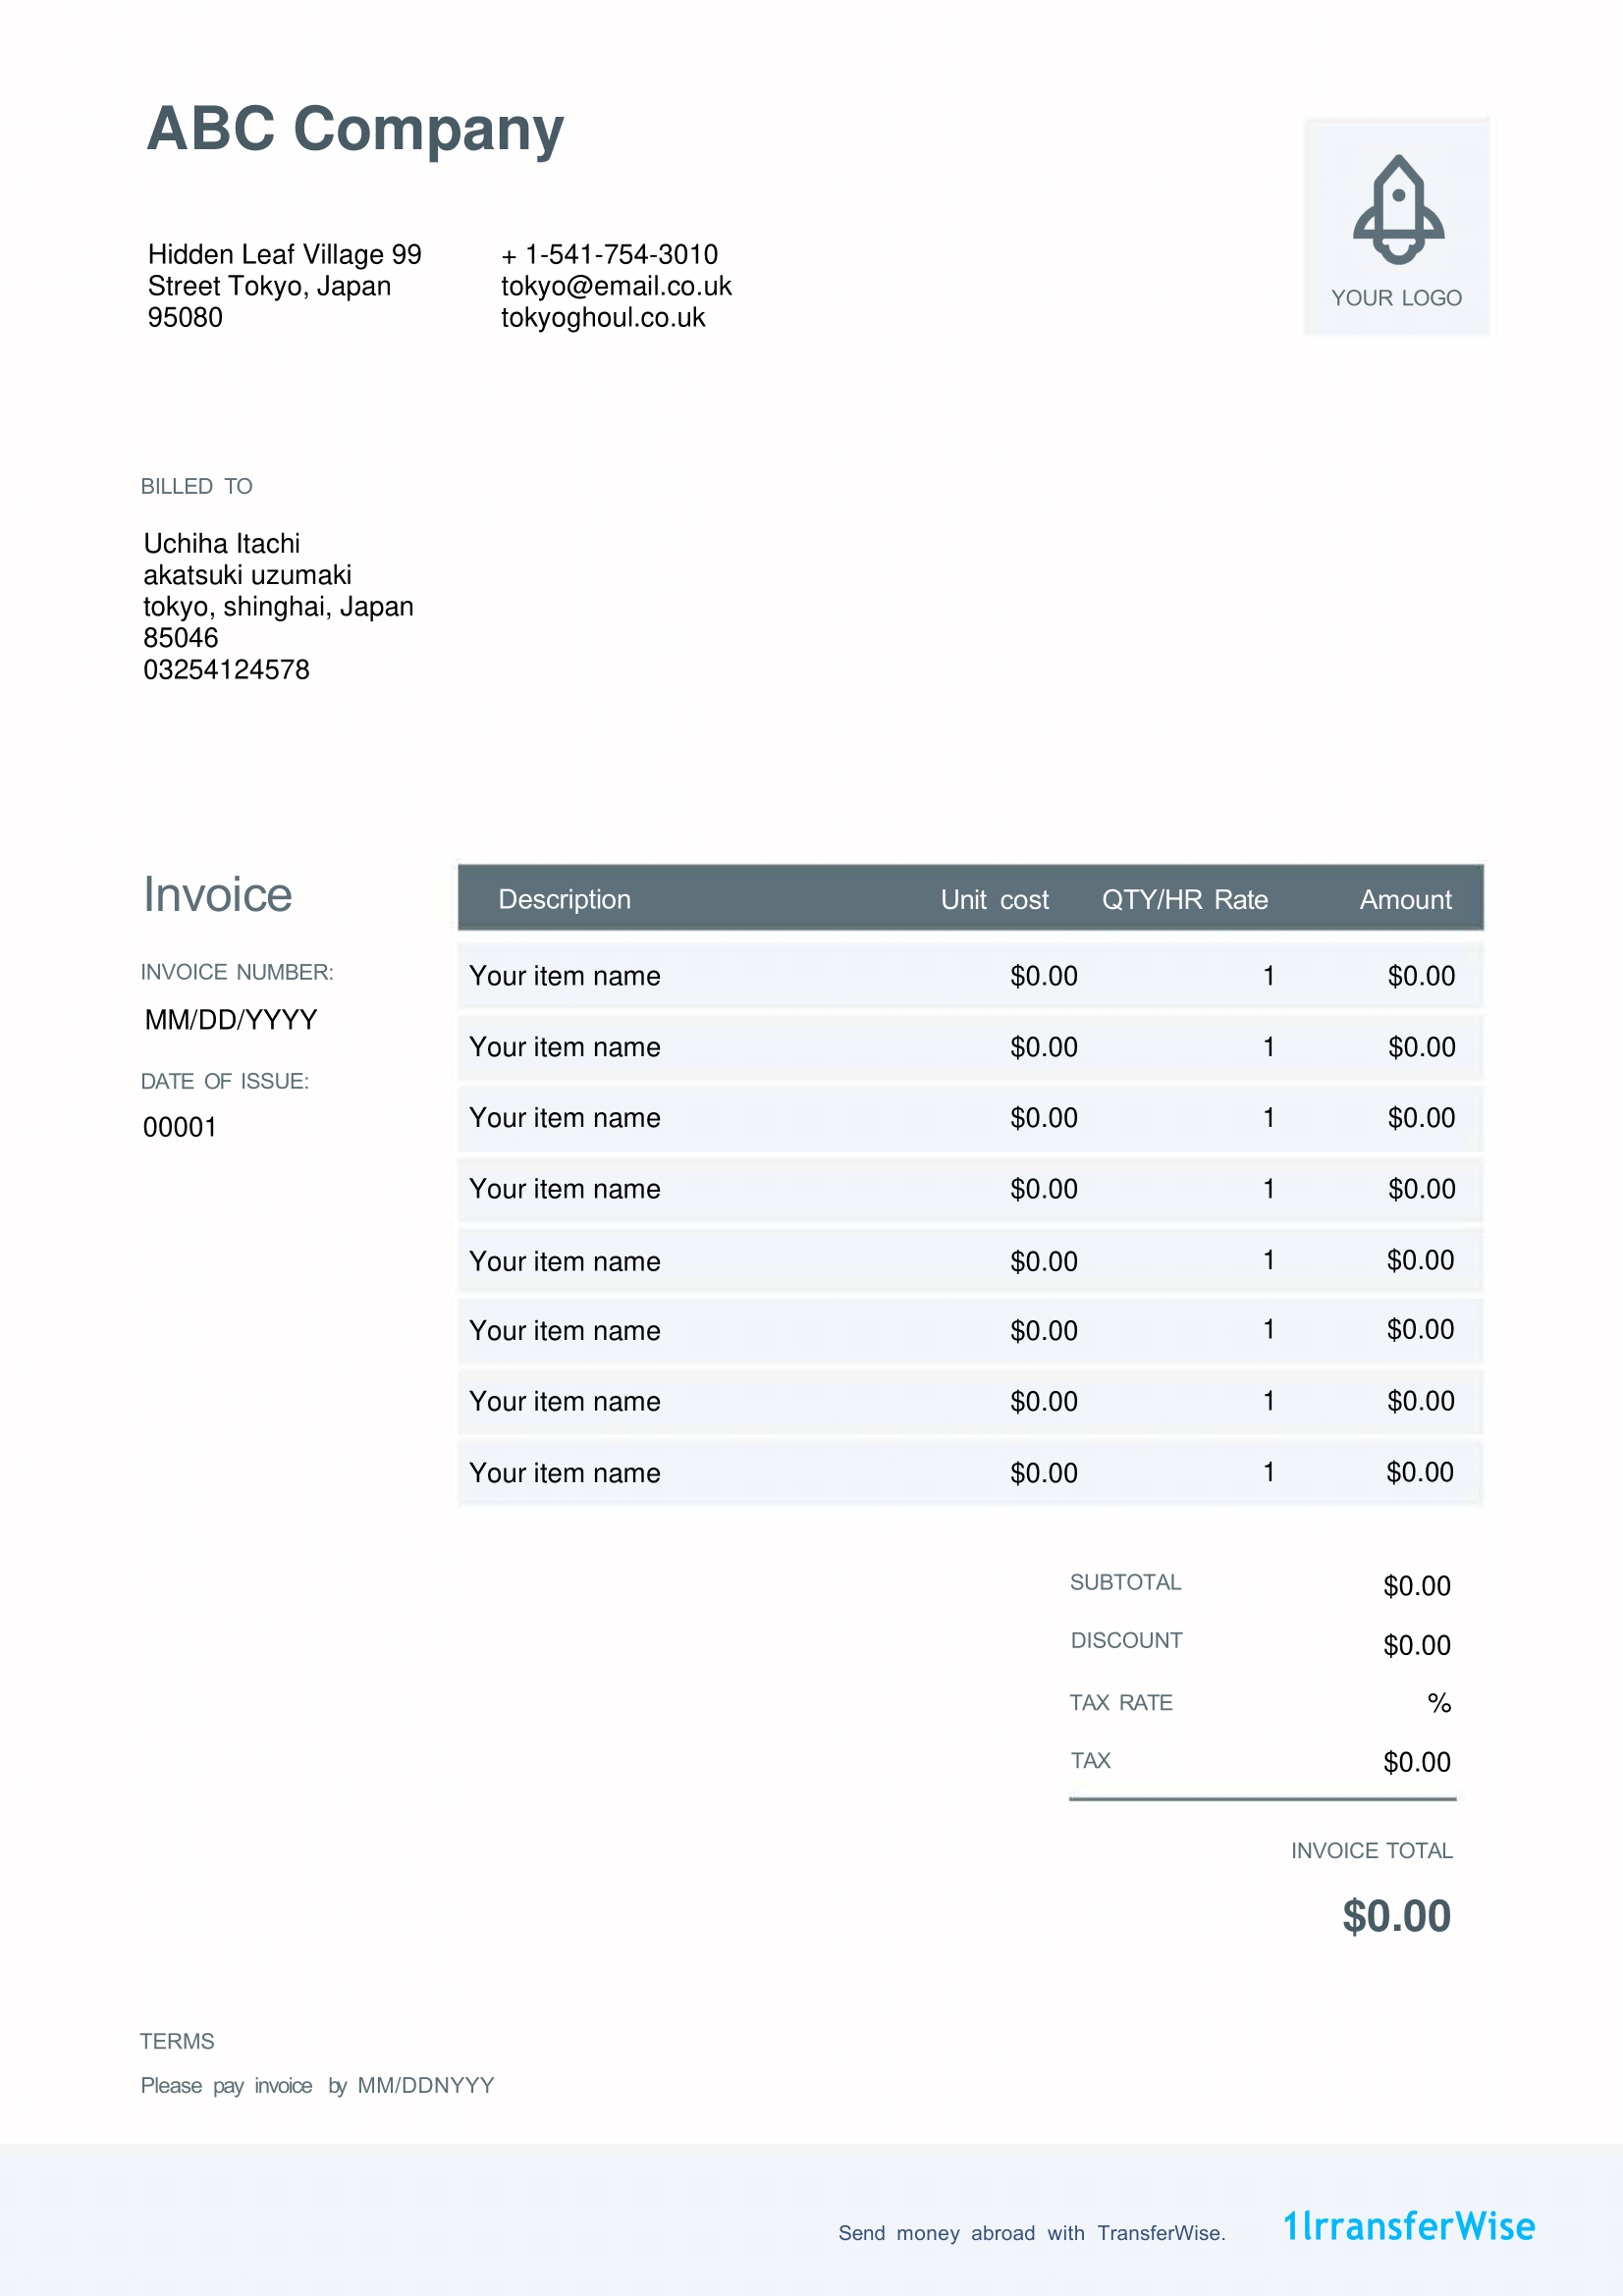 ABC Company
Hidden Leaf Village 99
Street Tokyo, Japan
95080
+ 1-541-754-3010
tokyo@email.co.uk
tokyoghoul.co.uk
YOUR LOGO
BILLED TO
Uchiha Itachi
akatsuki uzumaki
tokyo, shinghai, Japan
85046
03254124578
Invoice
INVOICE NUMBER:
MM/DD/YYYY
DATE OF ISSUE:
00001
Description Unit cost QTY/HR Rate Amount
Your item name $0.00 1 $0.00
Your item name $0.00 1 $0.00
Your item name $0.00 1 $0.00
Your item name $0.00 1 $0.00
Your item name $0.00 1 $0.00
Your item name $0.00 1 $0.00
Your item name $0.00 1 $0.00
Your item name $0.00 1 $0.00
SUBTOTAL $0.00
DISCOUNT $0.00
TAX RATE %
TAX $0.00
INVOICE TOTAL
$0.00
TERMS
Please pay invoice by MM/DDNYYY
Send money abroad with TransferWise. 1lrransferWise